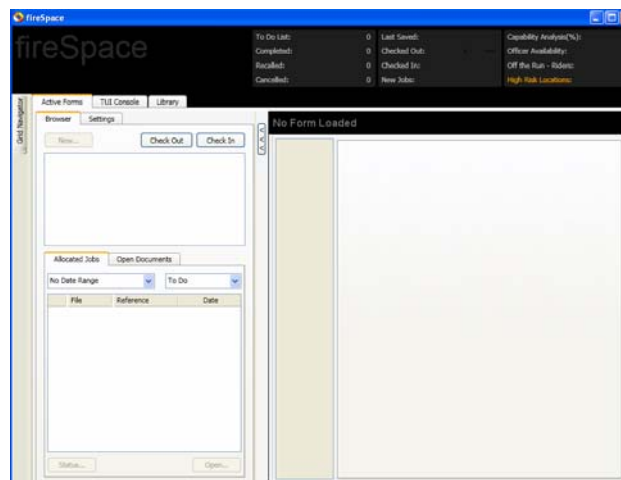 fireSpace
fireSpace
To Do List: 0 Last Saved: Capability Analysis(%):
Completed: 0 Checked Out: Officer Availability:
Recalled: 0 Checked In: Off the Run - Riders:
Cancelled: 0 New Jobs: High Risk Locations:
Grid Navigator
Active Forms TUI Console Library
Browser Settings
No Form Loaded
New... Check Out Check In
Allocated Jobs Open Documents
No Date Range To Do
File Reference Date
Status... Open...